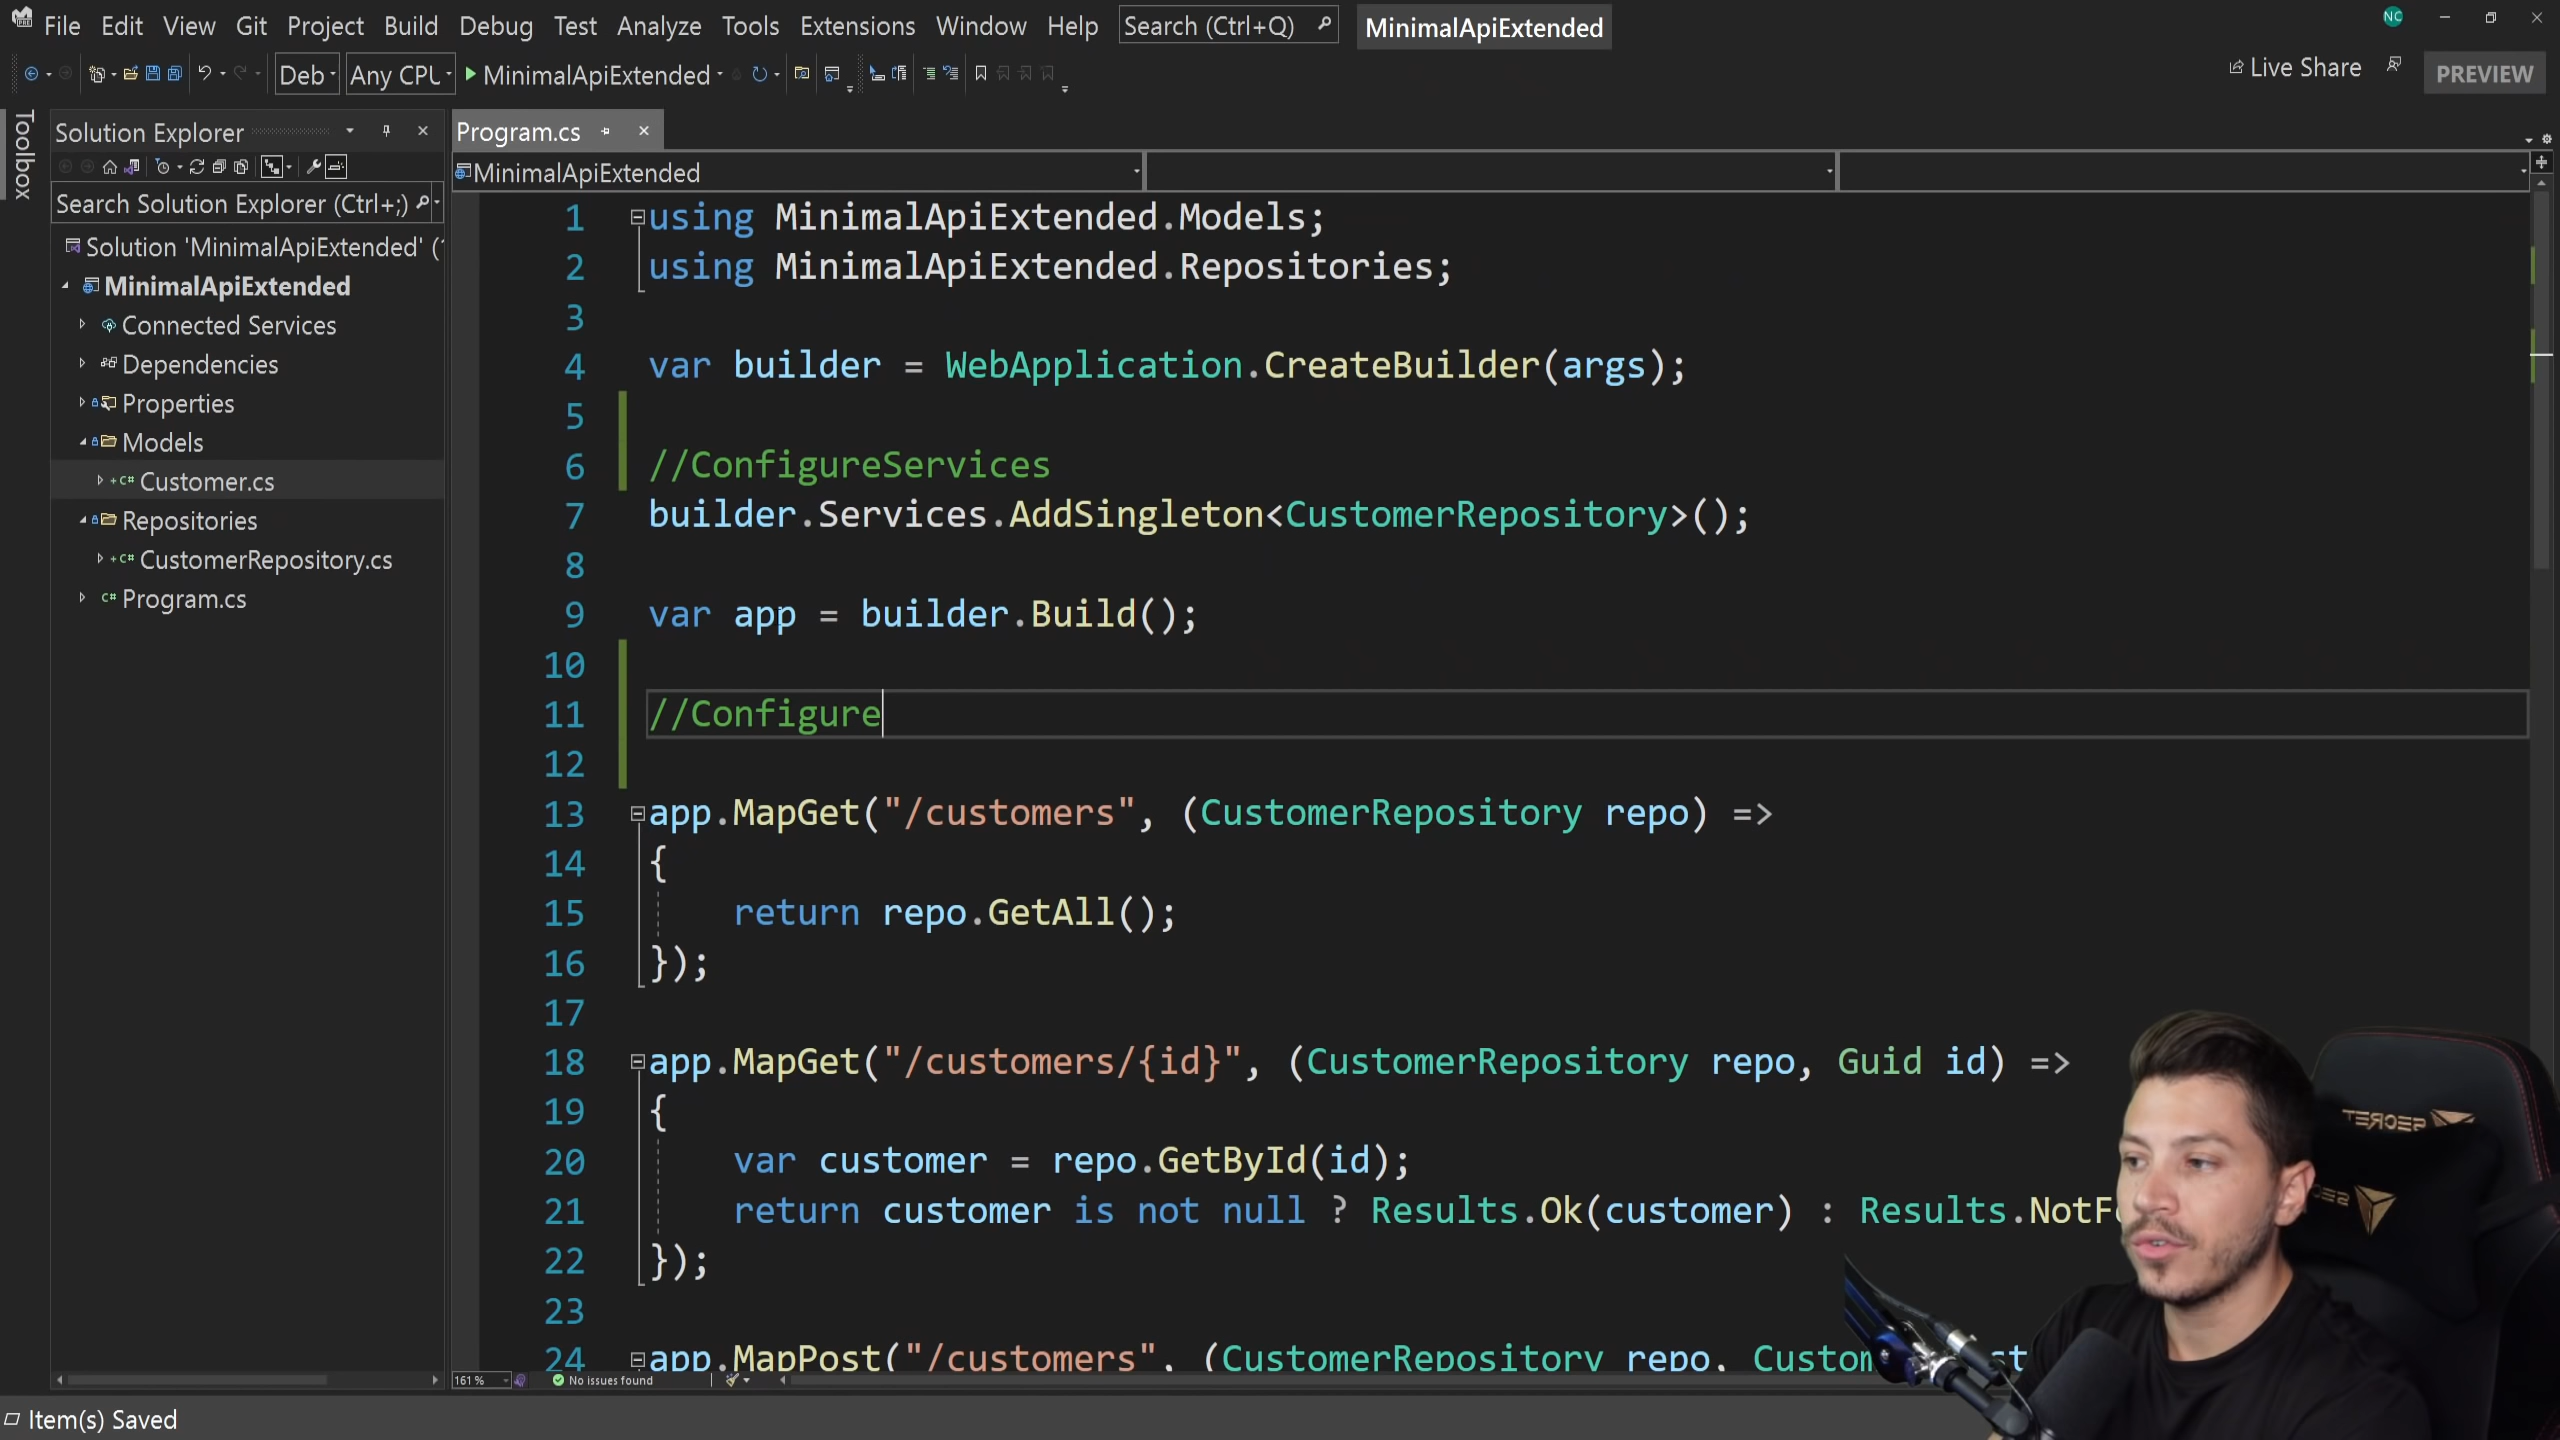 File Edit View Git Project Build Debug Test Analyze Tools Extensions Window Help Search (Ctrl+Q) MinimalApiExtended NC
Deb Any CPU MinimalApiExtended Live Share PREVIEW
Toolbox
Solution Explorer
Search Solution Explorer (Ctrl+;)
Solution 'MinimalApiExtended' (
MinimalApiExtended
Connected Services
Dependencies
Properties
Models
Customer.cs
Repositories
CustomerRepository.cs
Program.cs
Program.cs
MinimalApiExtended
1 using MinimalApiExtended.Models;
2 using MinimalApiExtended.Repositories;
3
4 var builder = WebApplication.CreateBuilder(args);
5
6 //ConfigureServices
7 builder.Services.AddSingleton<CustomerRepository>();
8
9 var app = builder.Build();
10
11 //Configure
12
13 app.MapGet("/customers", (CustomerRepository repo) =>
14 {
15 return repo.GetAll();
16 });
17
18 app.MapGet("/customers/{id}", (CustomerRepository repo, Guid id) =>
19 {
20 var customer = repo.GetById(id);
21 return customer is not null ? Results.Ok(customer) : Results.NotF
22 });
23
24 app.MapPost("/customers", (CustomerRepository repo, Custom
161 % No issues found
Item(s) Saved
SECRET